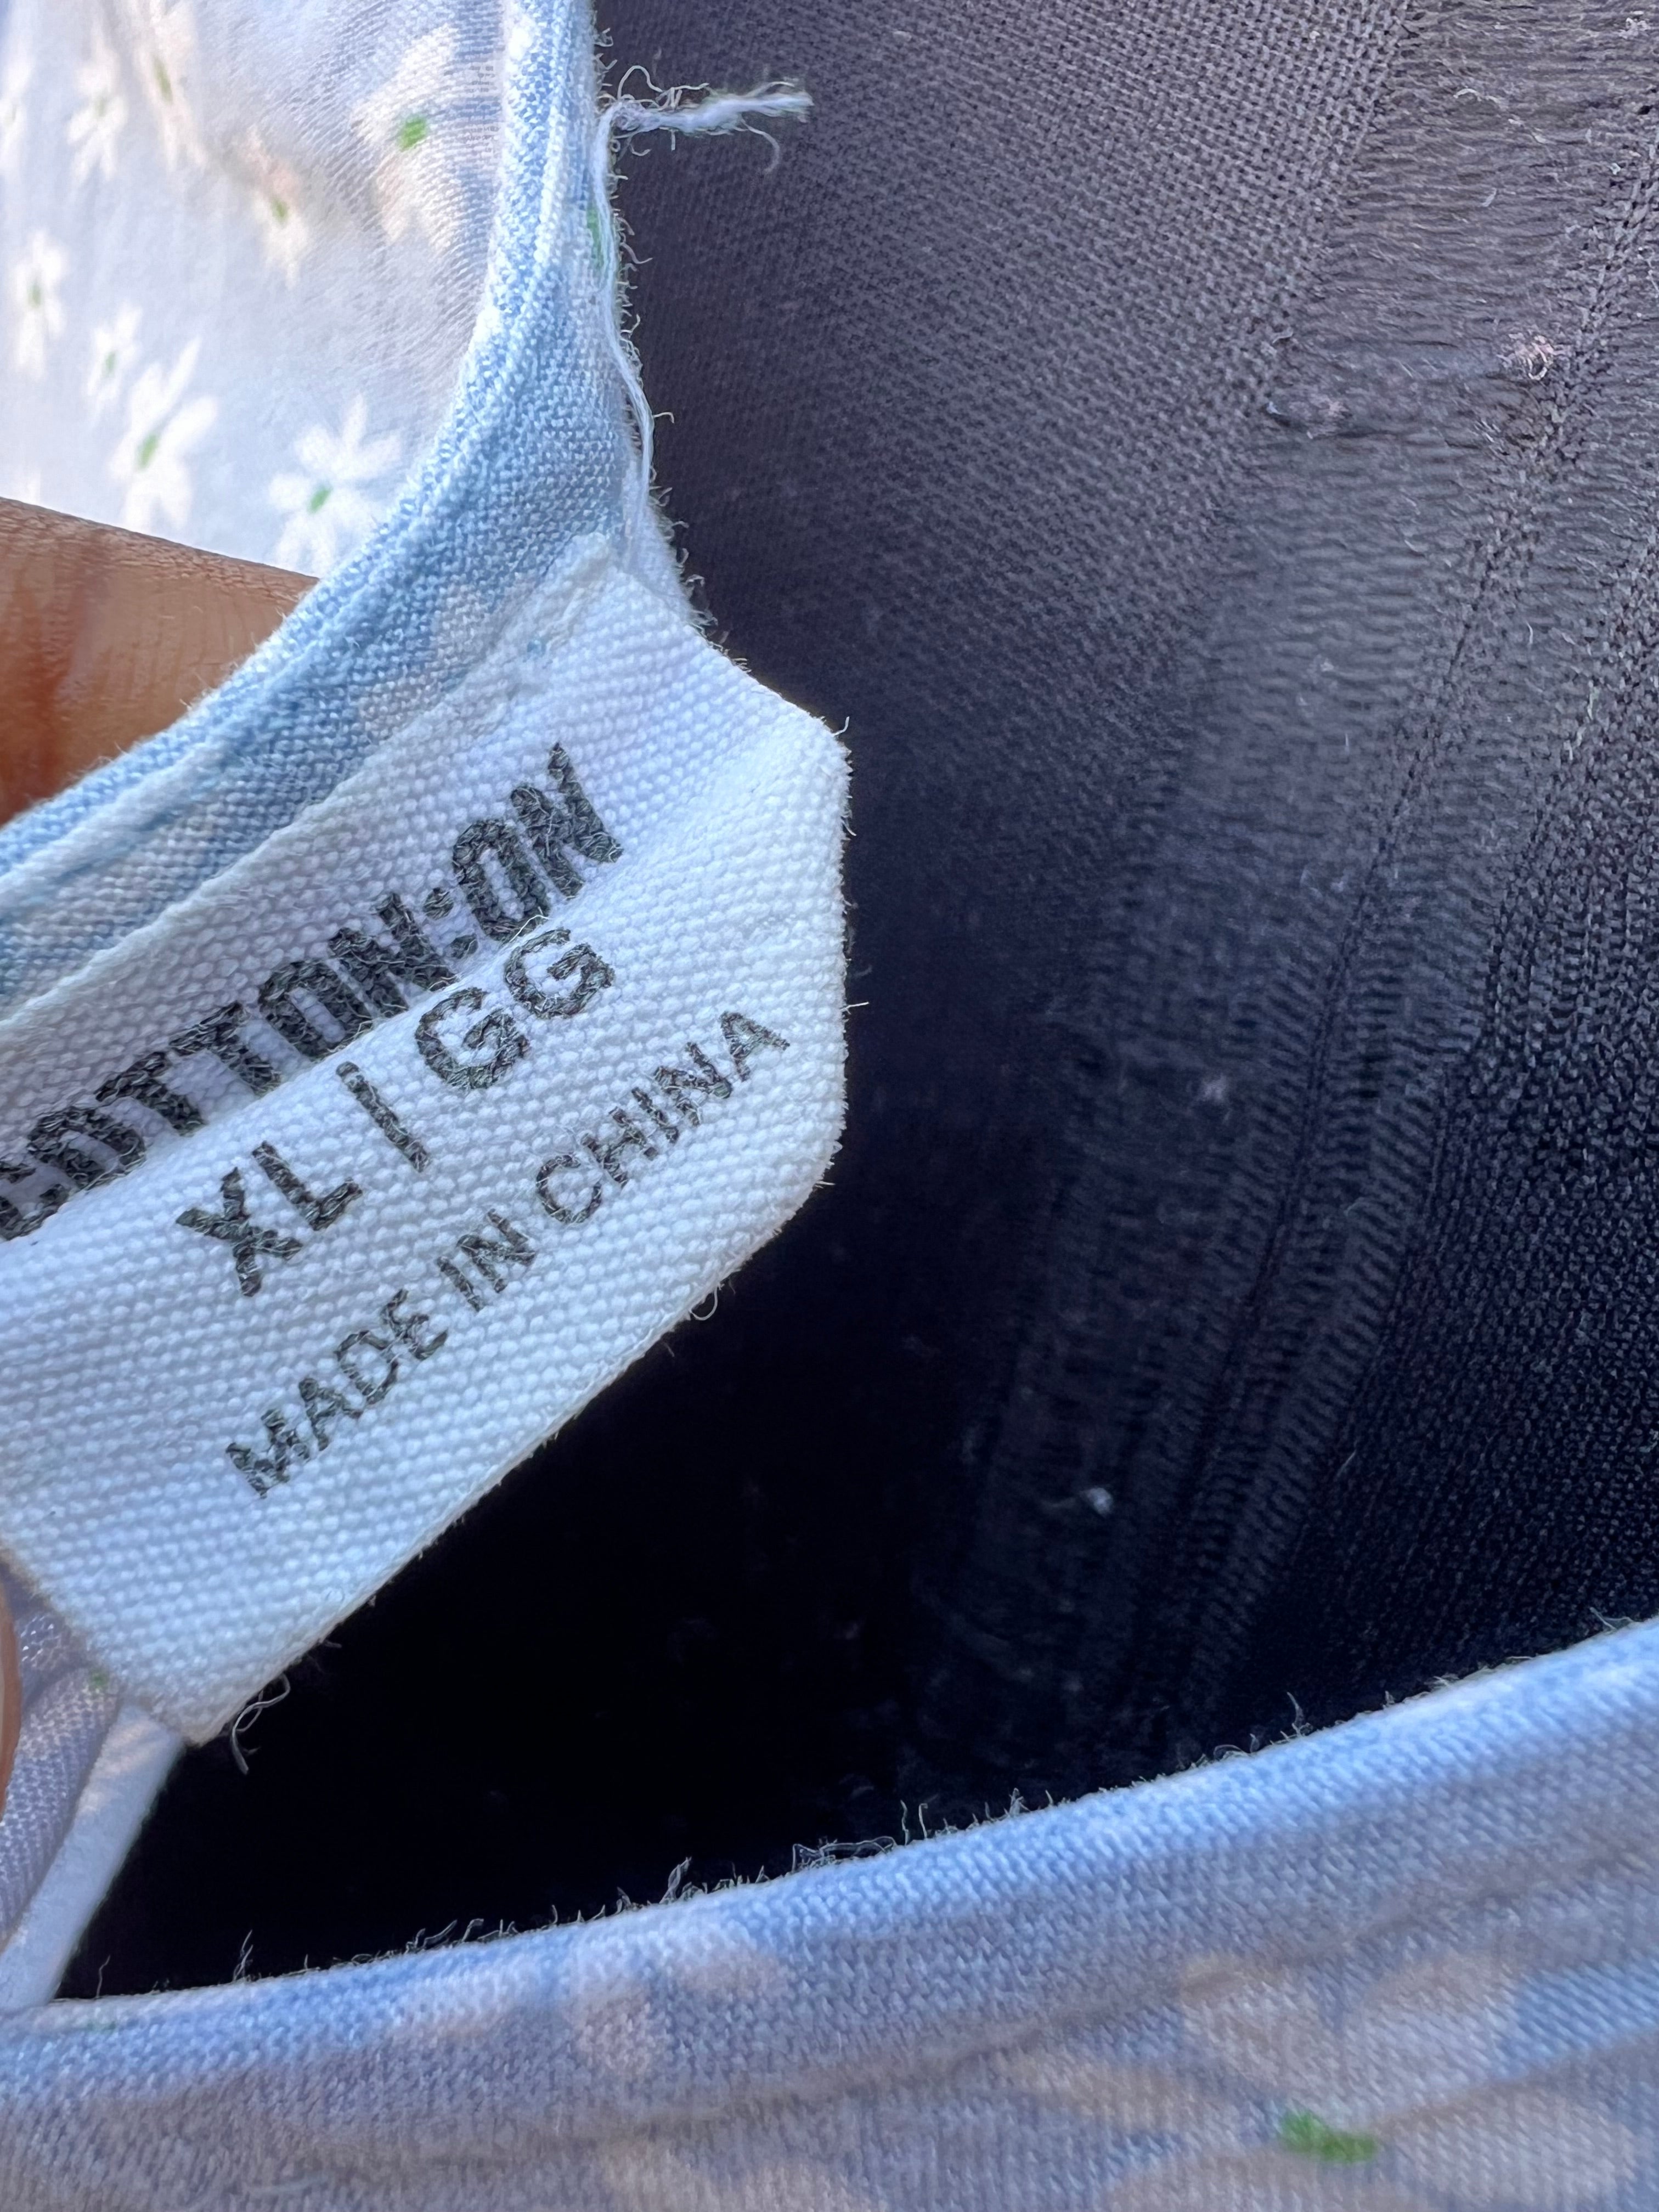 COTTON:ON
XL | GG
MADE IN CHINA